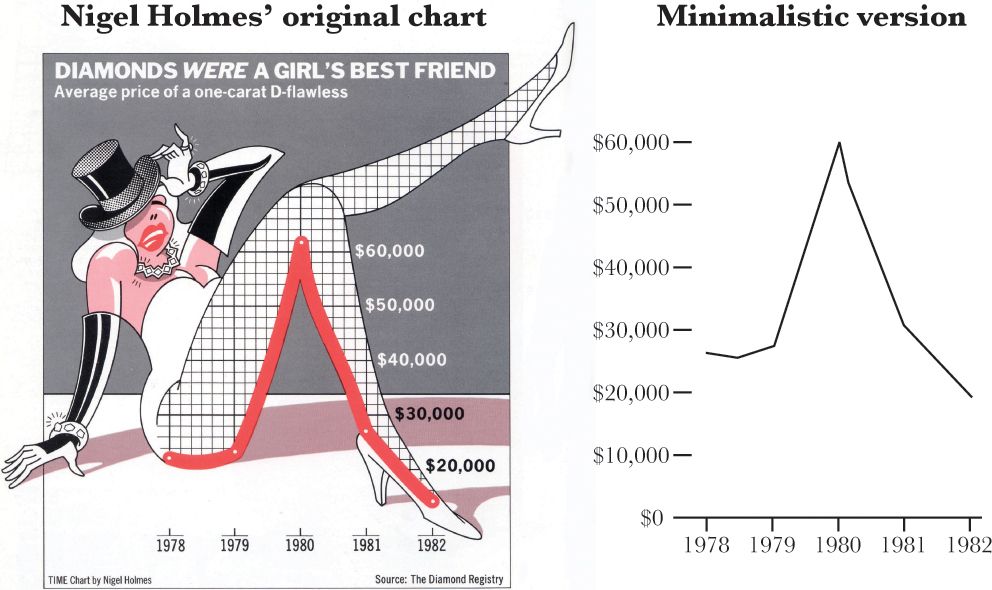 Nigel Holmes’ original chart
DIAMONDS WERE A GIRL’S BEST FRIEND
Average price of a one-carat D-flawless
$60,000
$50,000
$40,000
$30,000
$20,000
1978 1979 1980 1981 1982
TIME Chart by Nigel Holmes Source: The Diamond Registry
Minimalistic version
$60,000
$50,000
$40,000
$30,000
$20,000
$10,000
$0
1978 1979 1980 1981 1982